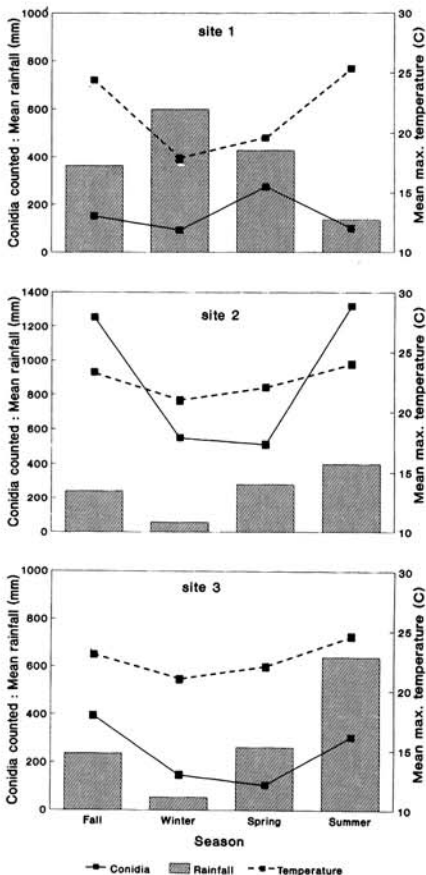 site 1
Conidia counted : Mean rainfall (mm)
1000
800
600
400
200
0
Mean max. temperature (C)
30
25
20
15
10
site 2
Conidia counted : Mean rainfall (mm)
1400
1200
1000
800
600
400
200
0
Mean max. temperature (C)
30
25
20
15
10
site 3
Conidia counted : Mean rainfall (mm)
1000
800
600
400
200
0
Mean max. temperature (C)
30
25
20
15
10
Fall Winter Spring Summer
Season
Conidia Rainfall Temperature